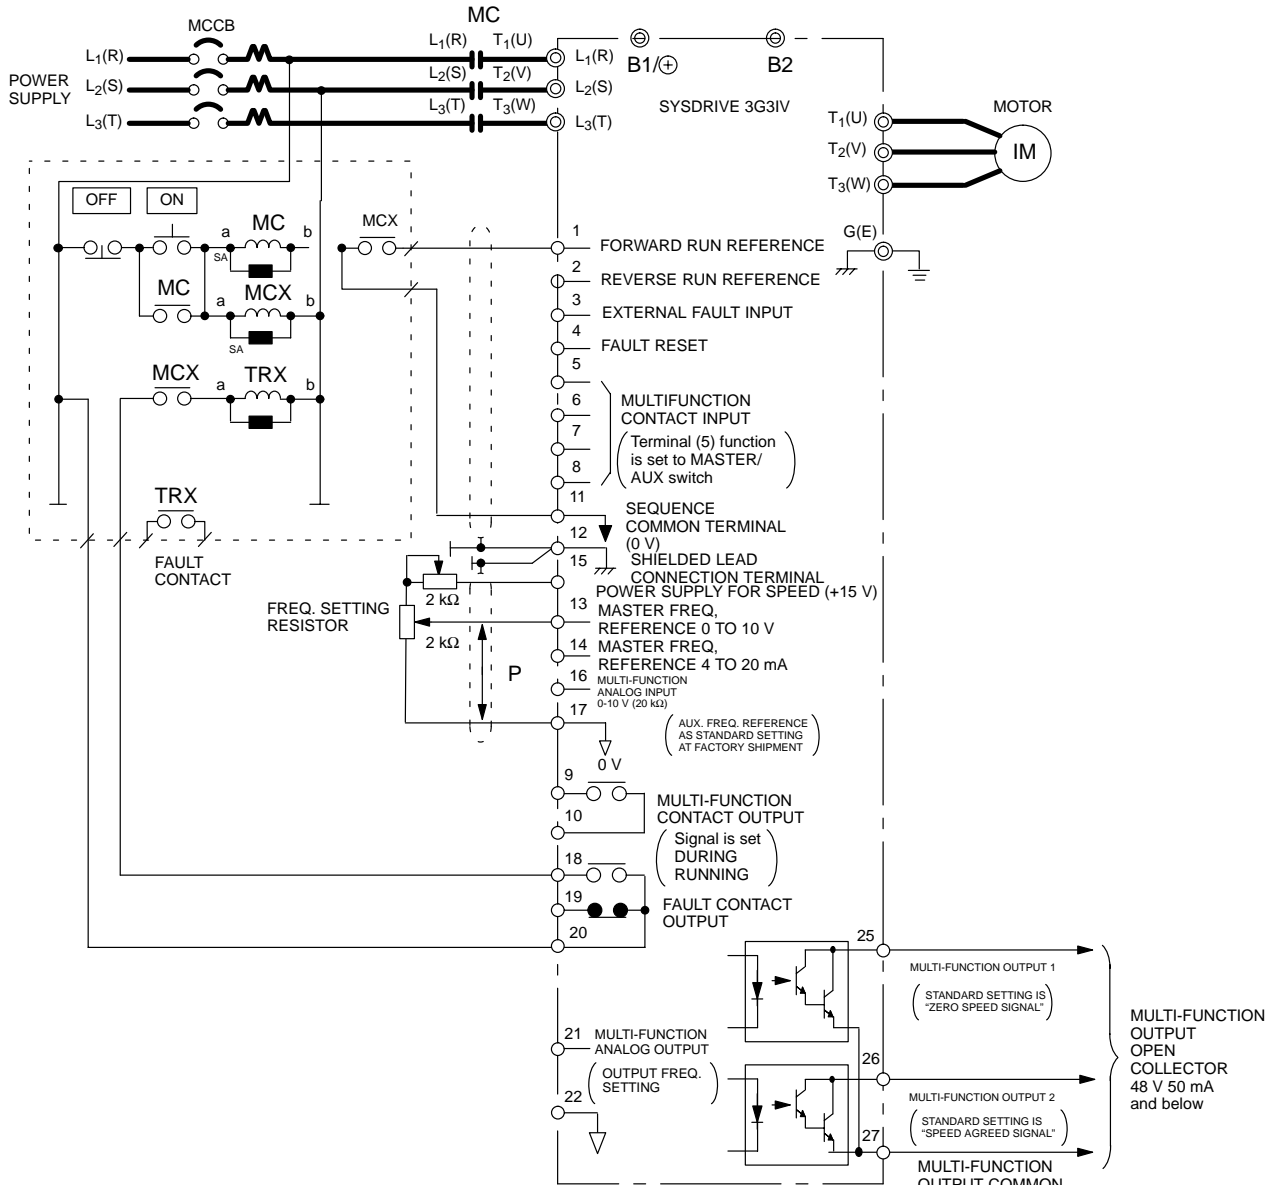 MC
MCCB
L1(R)
L1(R)
T1(U)
L1(R)
B1/⊕
B2
POWER
SUPPLY
L2(S)
L2(S)
T2(V)
L2(S)
SYSDRIVE 3G3IV
MOTOR
L3(T)
L3(T)
T3(W)
L3(T)
T1(U)
T2(V)
IM
T3(W)
OFF
ON
a
MC
b
SA
MCX
G(E)
MC
a
MCX
b
SA
MCX
a
TRX
b
TRX
FAULT
CONTACT
1
FORWARD RUN REFERENCE
2
REVERSE RUN REFERENCE
3
EXTERNAL FAULT INPUT
4
FAULT RESET
5
6
7
8
MULTIFUNCTION
CONTACT INPUT
(Terminal (5) function
is set to MASTER/
AUX switch)
11
SEQUENCE
COMMON TERMINAL
(0 V)
12
SHIELDED LEAD
CONNECTION TERMINAL
15
POWER SUPPLY FOR SPEED (+15 V)
2 kΩ
FREQ. SETTING
RESISTOR
2 kΩ
P
13
MASTER FREQ,
REFERENCE 0 TO 10 V
14
MASTER FREQ,
REFERENCE 4 TO 20 mA
16
MULTI-FUNCTION
ANALOG INPUT
0-10 V (20 kΩ)
17
(AUX. FREQ. REFERENCE
AS STANDARD SETTING
AT FACTORY SHIPMENT)
0 V
9
10
MULTI-FUNCTION
CONTACT OUTPUT
(Signal is set
DURING
RUNNING)
18
19
20
FAULT CONTACT
OUTPUT
21
MULTI-FUNCTION
ANALOG OUTPUT
(OUTPUT FREQ.
SETTING)
22
25
MULTI-FUNCTION OUTPUT 1
(STANDARD SETTING IS
“ZERO SPEED SIGNAL”)
26
MULTI-FUNCTION OUTPUT 2
(STANDARD SETTING IS
“SPEED AGREED SIGNAL”)
27
MULTI-FUNCTION
OUTPUT COMMON
MULTI-FUNCTION
OUTPUT
OPEN
COLLECTOR
48 V 50 mA
and below